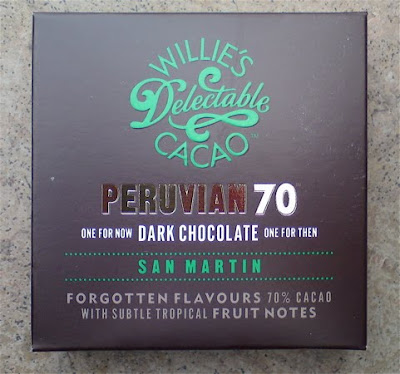 WILLIE'S
Delectable
CACAO™
PERUVIAN 70
ONE FOR NOW DARK CHOCOLATE ONE FOR THEN
SAN MARTIN
FORGOTTEN FLAVOURS 70% CACAO
WITH SUBTLE TROPICAL FRUIT NOTES